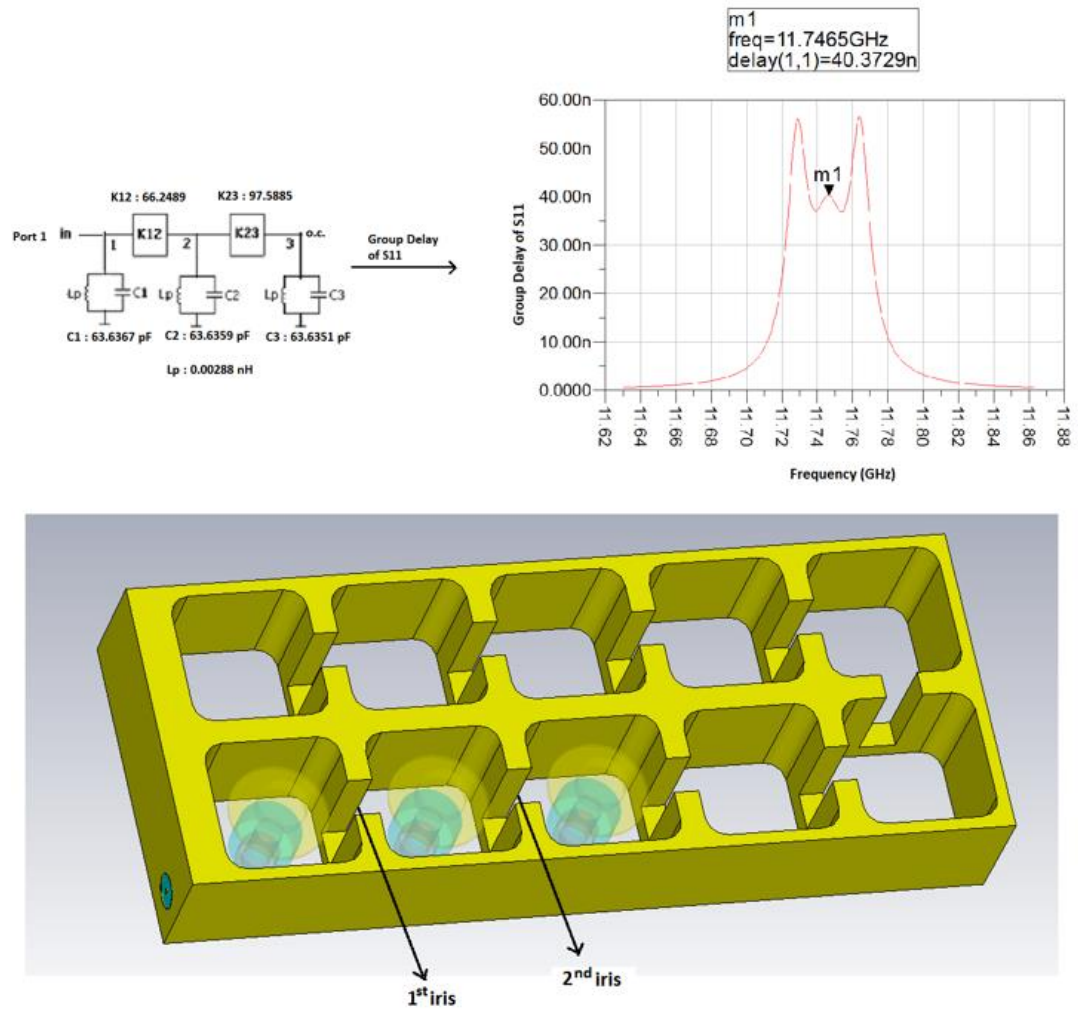 m1
freq=11.7465GHz
delay(1,1)=40.3729n
60.00n
50.00n
40.00n
30.00n
20.00n
10.00n
0.0000
m1
Group Delay of S11
11.62
11.64
11.66
11.68
11.70
11.72
11.74
11.76
11.78
11.80
11.82
11.84
11.86
11.88
Frequency (GHz)
K12 : 66.2489 K23 : 97.5885
Port 1 in 1 K12 2 K23 3 o.c.
Lp C1 Lp C2 Lp C3
C1 : 63.6367 pF C2 : 63.6359 pF C3 : 63.6351 pF
Lp : 0.00288 nH
Group Delay
of S11
1st iris
2nd iris